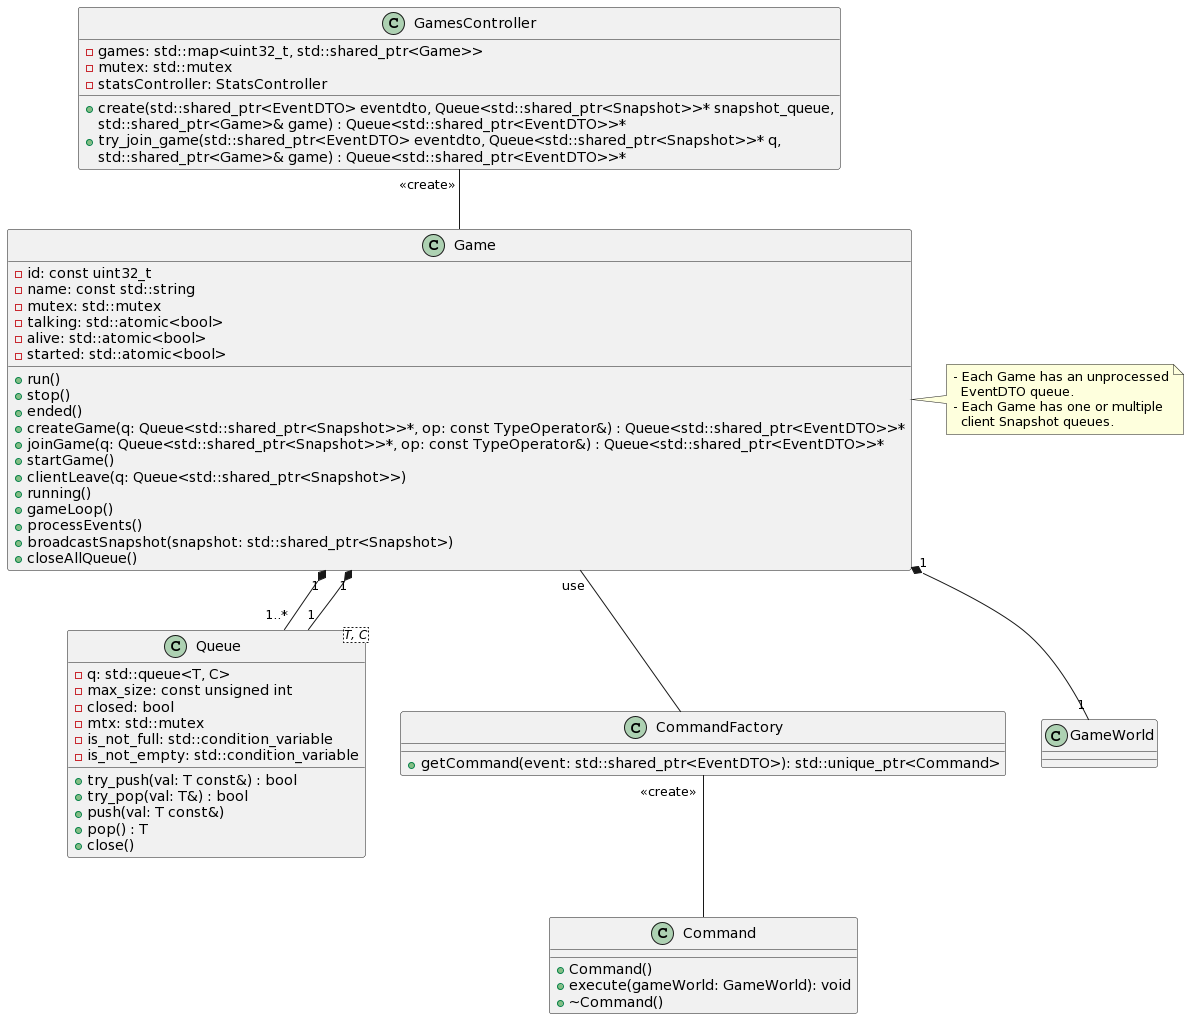 C GamesController
games: std::map<uint32_t, std::shared_ptr<Game>>
mutex: std::mutex
statsController: StatsController
create(std::shared_ptr<EventDTO> eventdto, Queue<std::shared_ptr<Snapshot>>* snapshot_queue,
std::shared_ptr<Game>& game) : Queue<std::shared_ptr<EventDTO>>*
try_join_game(std::shared_ptr<EventDTO> eventdto, Queue<std::shared_ptr<Snapshot>>* q,
std::shared_ptr<Game>& game) : Queue<std::shared_ptr<EventDTO>>*
«create»
C Game
id: const uint32_t
name: const std::string
mutex: std::mutex
talking: std::atomic<bool>
alive: std::atomic<bool>
started: std::atomic<bool>
run()
stop()
ended()
createGame(q: Queue<std::shared_ptr<Snapshot>>*, op: const TypeOperator&) : Queue<std::shared_ptr<EventDTO>>*
joinGame(q: Queue<std::shared_ptr<Snapshot>>*, op: const TypeOperator&) : Queue<std::shared_ptr<EventDTO>>*
startGame()
clientLeave(q: Queue<std::shared_ptr<Snapshot>>)
running()
gameLoop()
processEvents()
broadcastSnapshot(snapshot: std::shared_ptr<Snapshot>)
closeAllQueue()
- Each Game has an unprocessed
EventDTO queue.
- Each Game has one or multiple
client Snapshot queues.
1
1
use
1
1..*
1
1
C Queue
T, C
q: std::queue<T, C>
max_size: const unsigned int
closed: bool
mtx: std::mutex
is_not_full: std::condition_variable
is_not_empty: std::condition_variable
try_push(val: T const&) : bool
try_pop(val: T&) : bool
push(val: T const&)
pop() : T
close()
C CommandFactory
getCommand(event: std::shared_ptr<EventDTO>): std::unique_ptr<Command>
C GameWorld
«create»
C Command
Command()
execute(gameWorld: GameWorld): void
~Command()